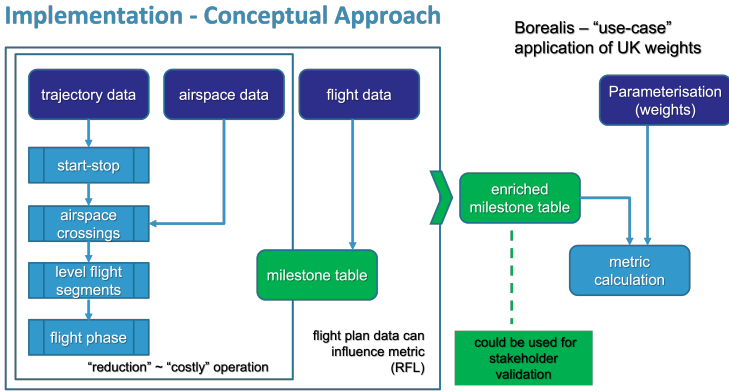 Implementation - Conceptual Approach
Borealis – “use-case”
application of UK weights
trajectory data
airspace data
flight data
Parameterisation
(weights)
start-stop
airspace
crossings
level flight
segments
flight phase
milestone table
enriched
milestone table
metric
calculation
flight plan data can
influence metric
(RFL)
“reduction” ~ “costly” operation
could be used for
stakeholder
validation